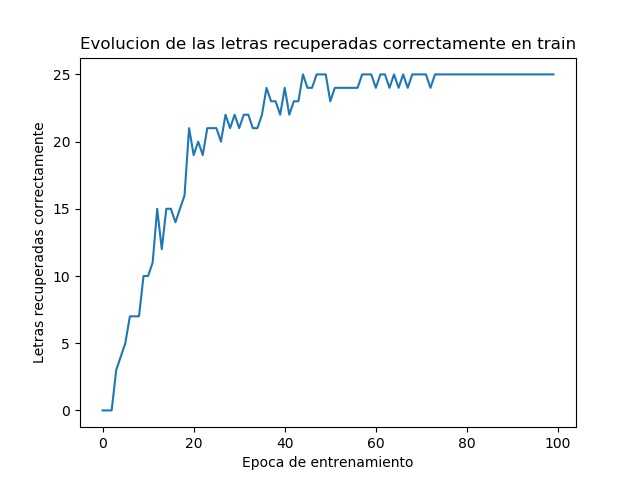 Evolucion de las letras recuperadas correctamente en train
Letras recuperadas correctamente
25
20
15
10
5
0
0 20 40 60 80 100
Epoca de entrenamiento